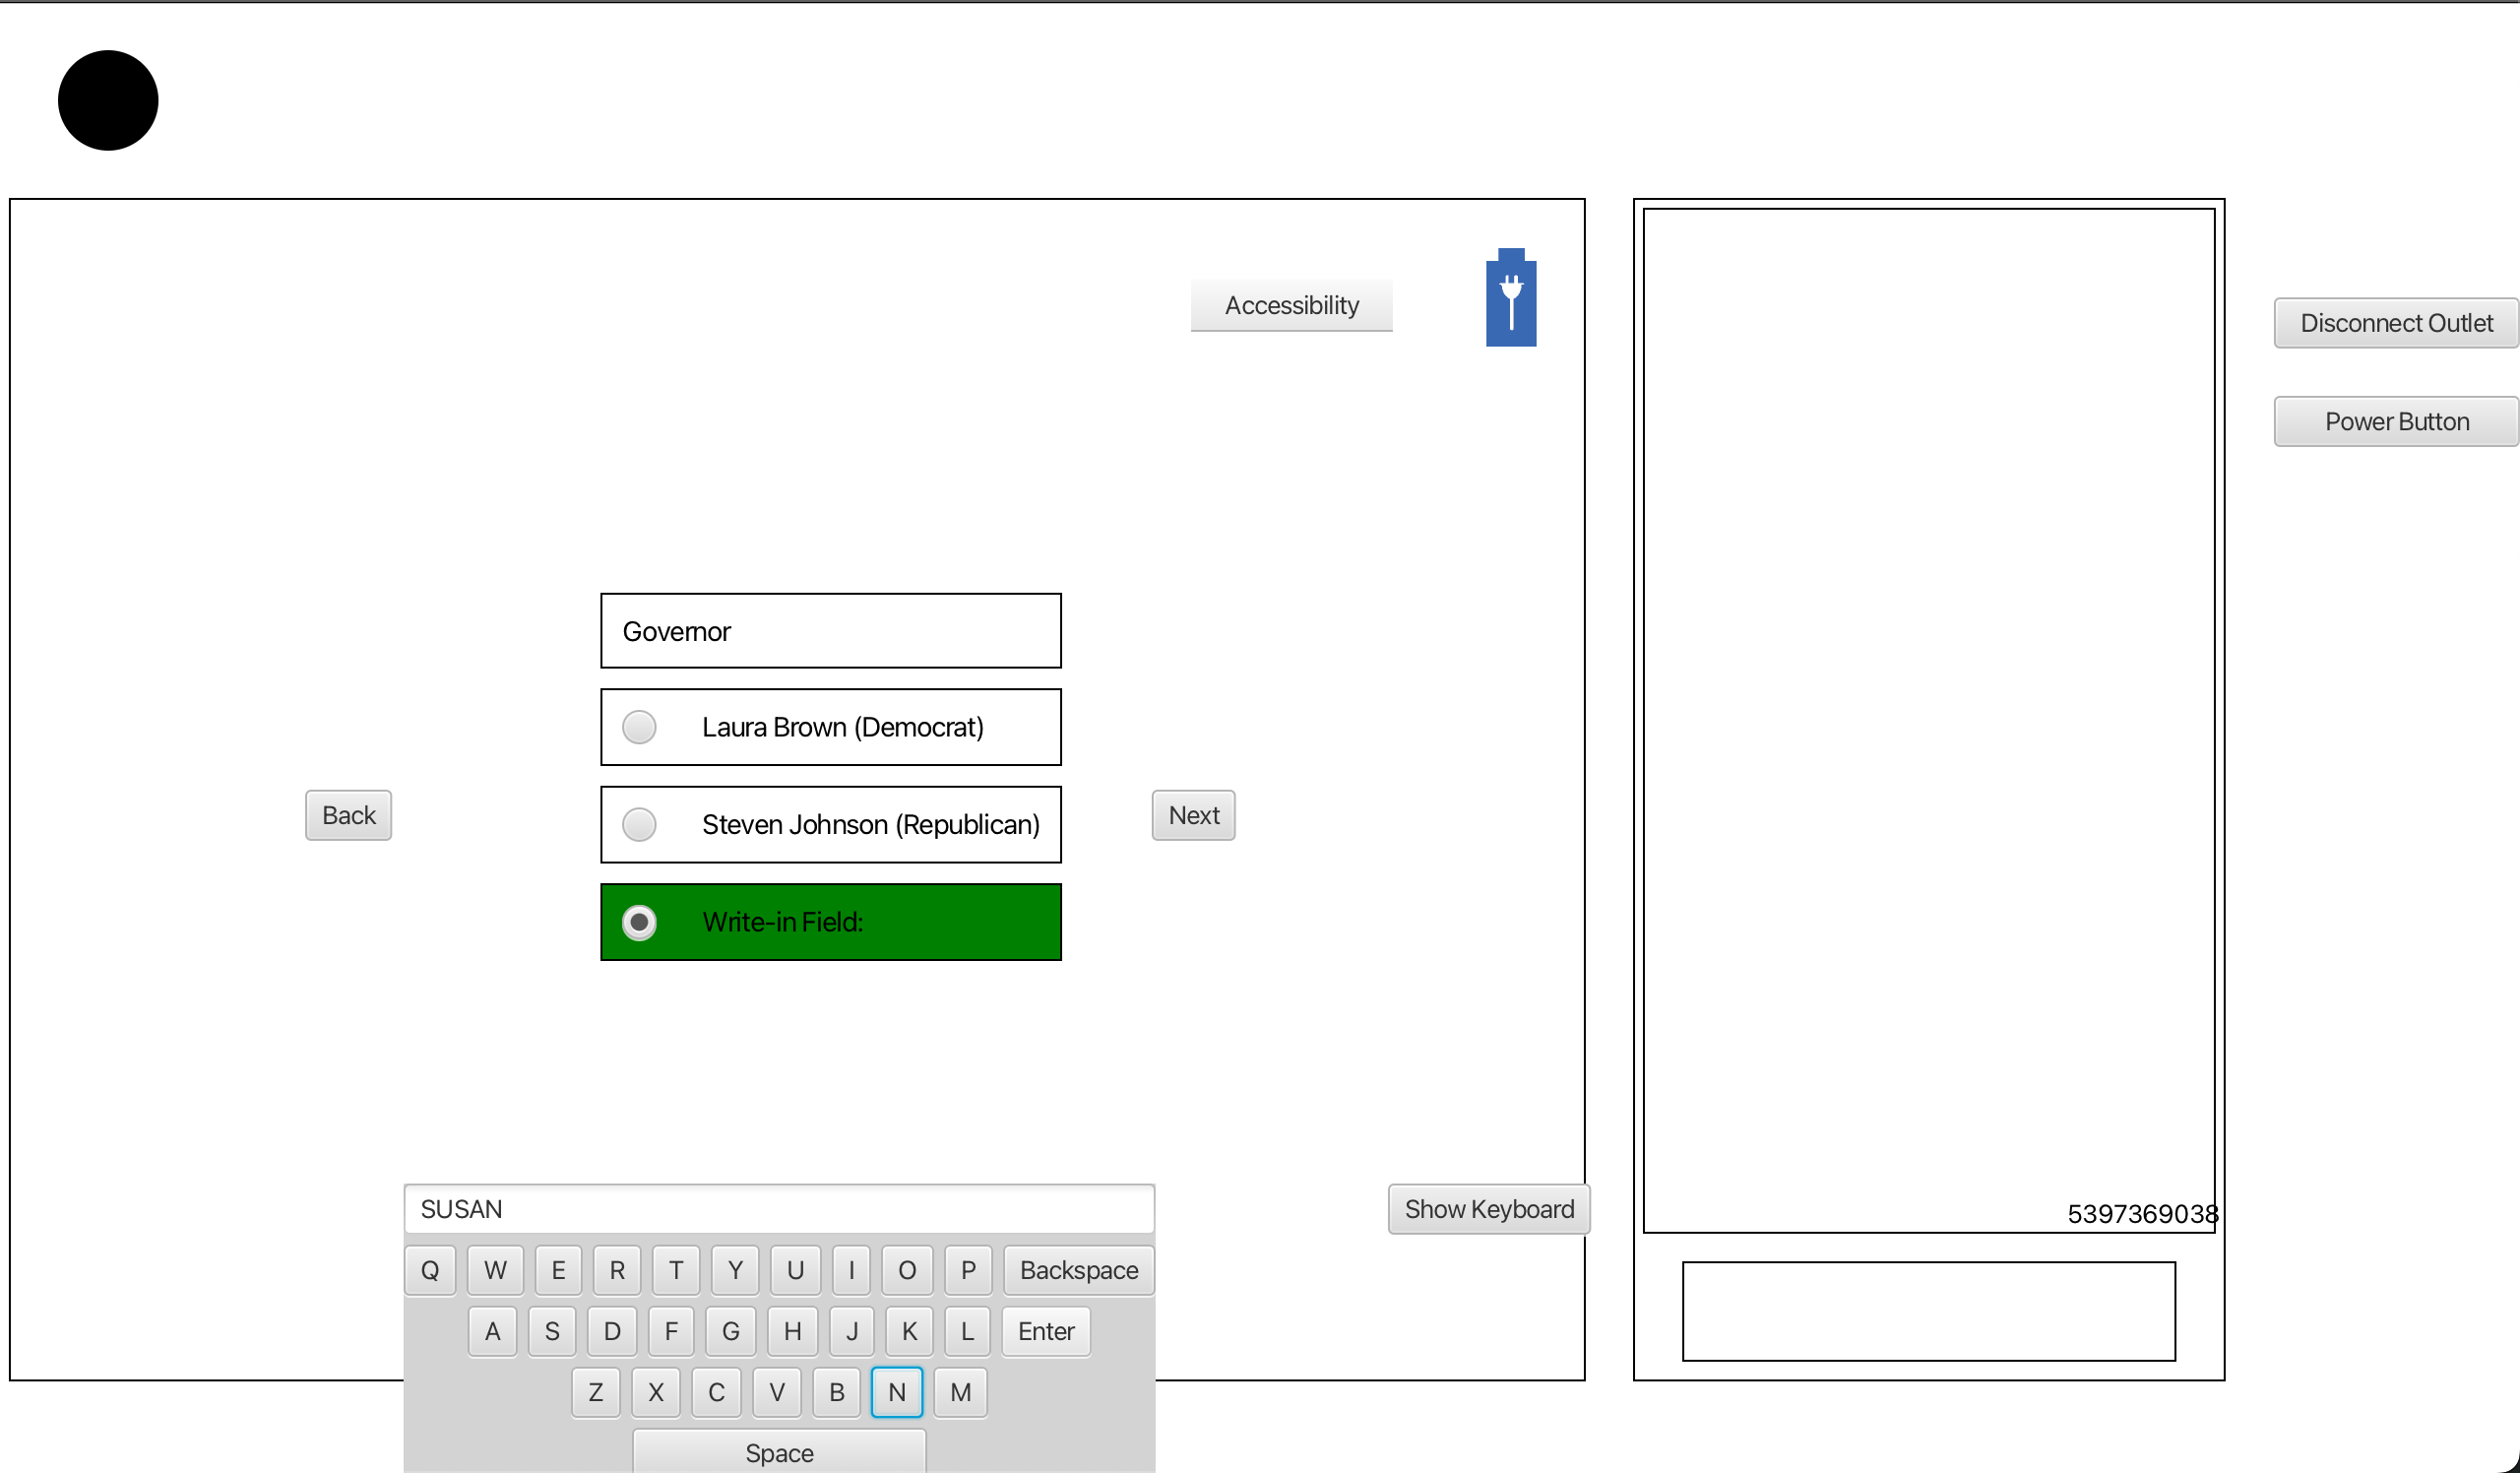 Accessibility
Disconnect Outlet
Power Button
Governor
Laura Brown (Democrat)
Back
Steven Johnson (Republican)
Next
Write-in Field:
SUSAN
Show Keyboard
5397369038
Q W E R T Y U I O P Backspace
A S D F G H J K L Enter
Z X C V B N M
Space